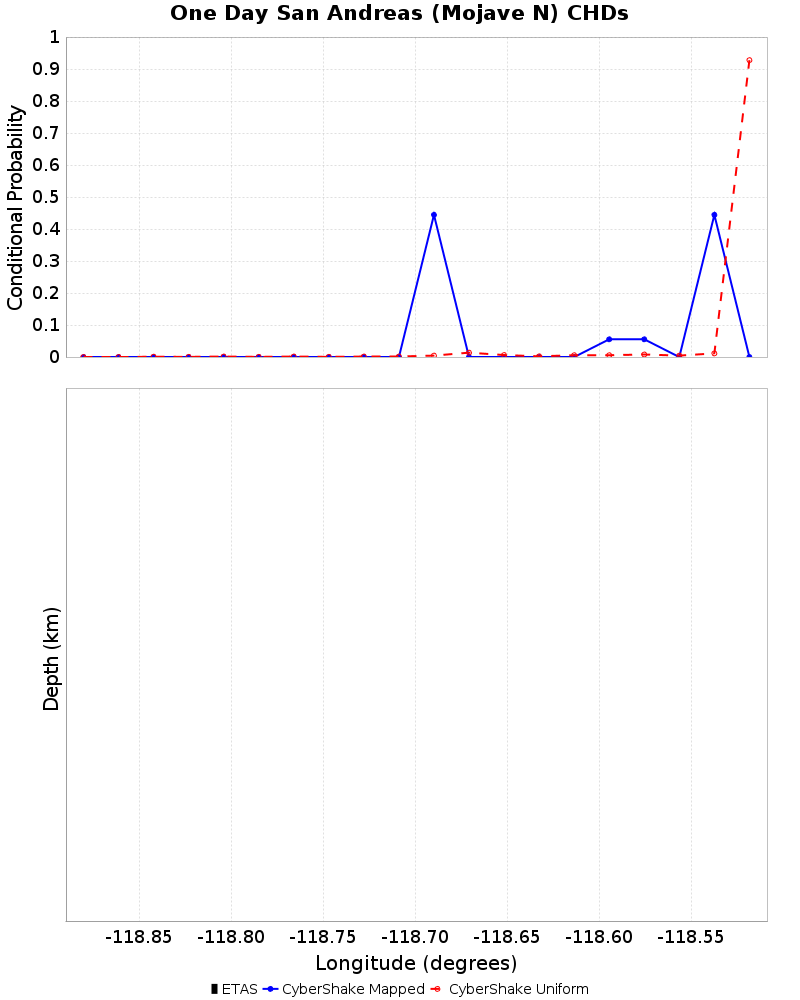 One Day San Andreas (Mojave N) CHDs
Conditional Probability
1
0.9
0.8
0.7
0.6
0.5
0.4
0.3
0.2
0.1
0
Depth (km)
-118.85 -118.80 -118.75 -118.70 -118.65 -118.60 -118.55
Longitude (degrees)
ETAS CyberShake Mapped CyberShake Uniform